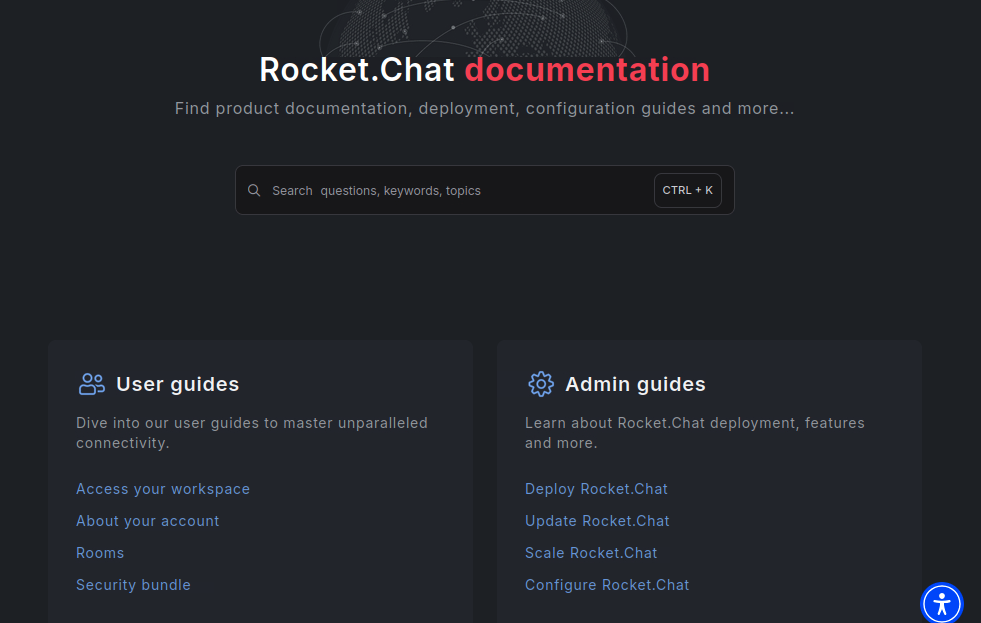 Rocket.Chat documentation
Find product documentation, deployment, configuration guides and more...
Search questions, keywords, topics
CTRL + K
User guides
Dive into our user guides to master unparalleled
connectivity.
Access your workspace
About your account
Rooms
Security bundle
Admin guides
Learn about Rocket.Chat deployment, features
and more.
Deploy Rocket.Chat
Update Rocket.Chat
Scale Rocket.Chat
Configure Rocket.Chat